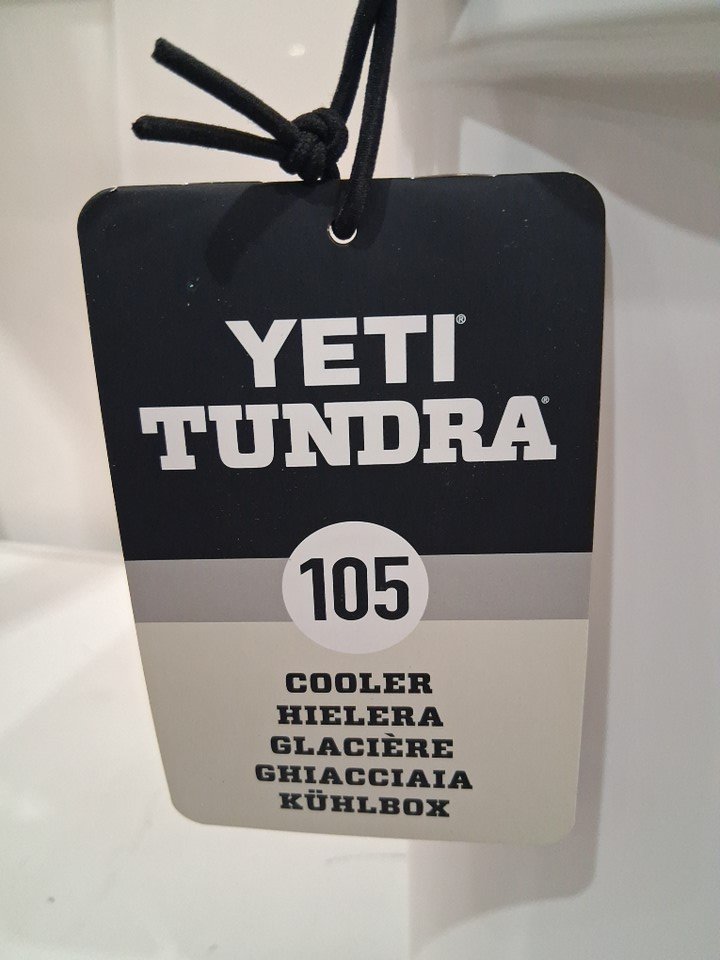 YETI®
TUNDRA®
105
COOLER
HIELERA
GLACIÈRE
GHIACCIAIA
KÜHLBOX